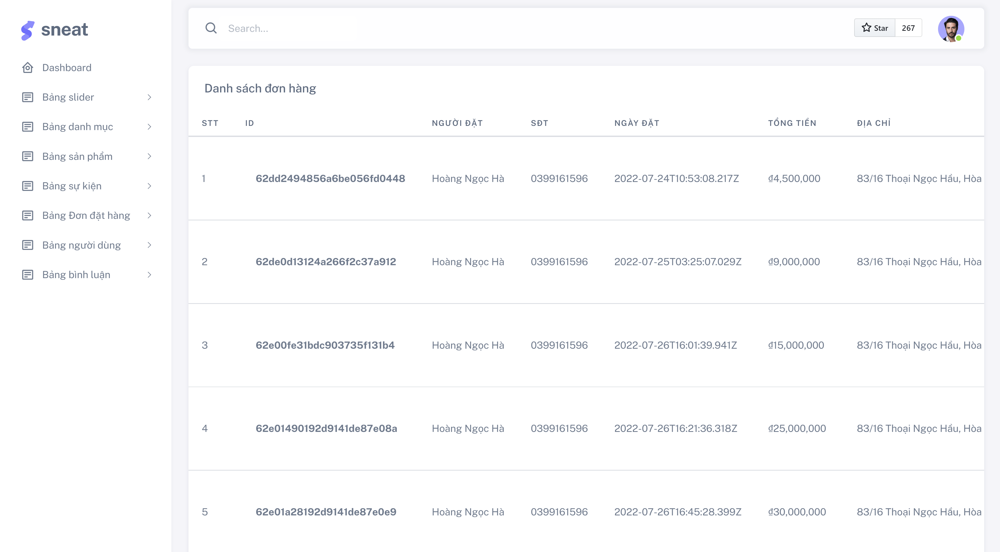 sneat
Dashboard
Bảng slider
Bảng danh mục
Bảng sản phẩm
Bảng sự kiện
Bảng Đơn đặt hàng
Bảng người dùng
Bảng bình luận
Search...
Star 267
Danh sách đơn hàng
STT ID NGƯỜI ĐẶT SĐT NGÀY ĐẶT TỔNG TIỀN ĐỊA CHỈ
1 62dd2494856a6be056fd0448 Hoàng Ngọc Hà 0399161596 2022-07-24T10:53:08.217Z ₫4,500,000 83/16 Thoại Ngọc Hầu, Hòa
2 62de0d13124a266f2c37a912 Hoàng Ngọc Hà 0399161596 2022-07-25T03:25:07.029Z ₫9,000,000 83/16 Thoại Ngọc Hầu, Hòa
3 62e00fe31bdc903735f131b4 Hoàng Ngọc Hà 0399161596 2022-07-26T16:01:39.941Z ₫15,000,000 83/16 Thoại Ngọc Hầu, Hòa
4 62e01490192d9141de87e08a Hoàng Ngọc Hà 0399161596 2022-07-26T16:21:36.318Z ₫25,000,000 83/16 Thoại Ngọc Hầu, Hòa
5 62e01a28192d9141de87e0e9 Hoàng Ngọc Hà 0399161596 2022-07-26T16:45:28.399Z ₫30,000,000 83/16 Thoại Ngọc Hầu, Hòa